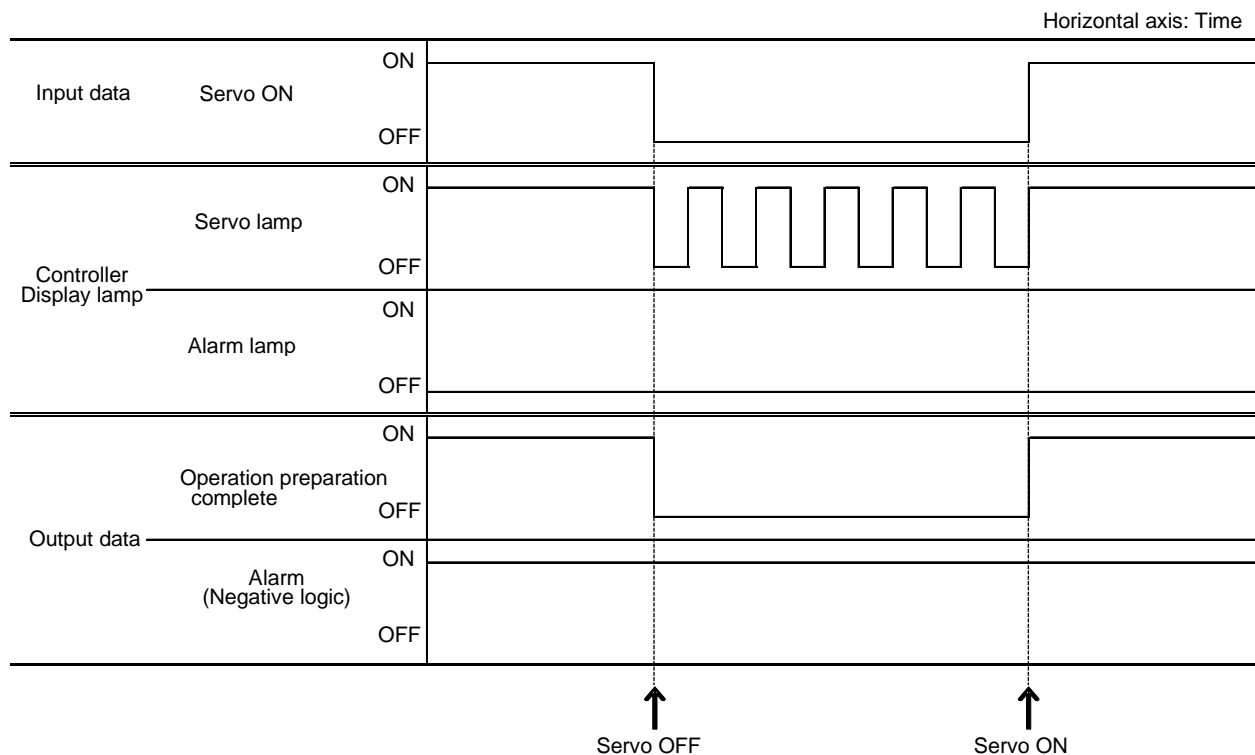 Horizontal axis: Time
Input data
Servo ON
ON
OFF
Controller
Display lamp
Servo lamp
ON
OFF
Alarm lamp
ON
OFF
Output data
Operation preparation
complete
ON
OFF
Alarm
(Negative logic)
ON
OFF
Servo OFF
Servo ON